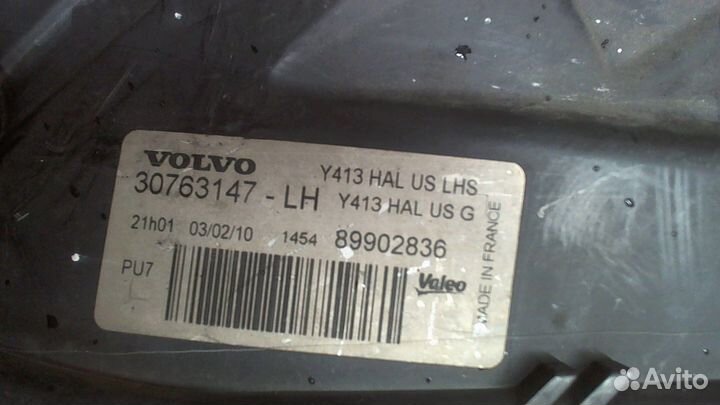 VOLVO
Y413 HAL US LHS
30763147 - LH
Y413 HAL US G
21h01 03/02/10 1454 89902836
PU7
Valeo
MADE IN FRANCE
Avito